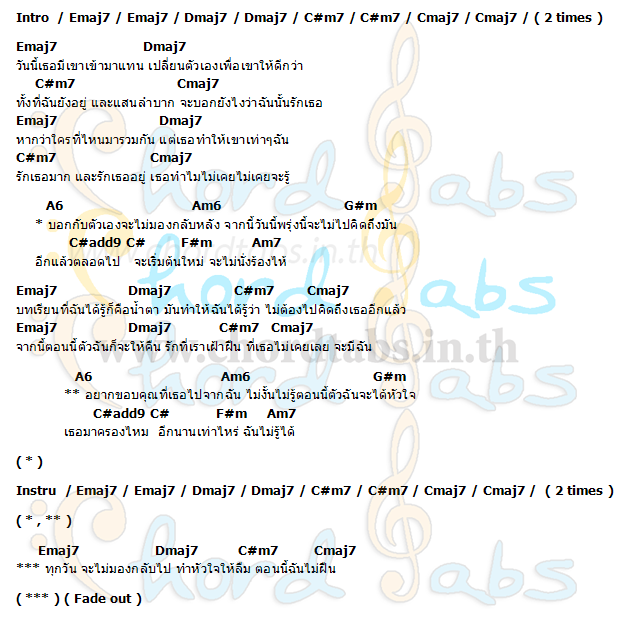 Intro / Emaj7 / Emaj7 / Dmaj7 / Dmaj7 / C#m7 / C#m7 / Cmaj7 / Cmaj7 / ( 2 times )
Emaj7 Dmaj7
วันนี้เธอมีเขาเข้ามาแทน เปลี่ยนตัวเองเพื่อเขาให้ดีกว่า
C#m7 Cmaj7
ทั้งที่ฉันยังอยู่ และแสนลำบาก จะบอกยังไงว่าฉันนั้นรักเธอ
Emaj7 Dmaj7
หากว่าใครที่ไหนมารวมกัน แต่เธอทำให้เขาเท่าๆฉัน
C#m7 Cmaj7
รักเธอมาก และรักเธออยู่ เธอทำไมไม่เคยไม่เคยจะรู้
A6 Am6 G#m
* บอกกับตัวเองจะไม่มองกลับหลัง จากนี้วันนี้พรุ่งนี้จะไม่ไปคิดถึงมัน
C#add9 C# F#m Am7
อีกแล้วตลอดไป จะเริ่มต้นใหม่ จะไม่นั่งร้องไห้
Emaj7 Dmaj7 C#m7 Cmaj7
บทเรียนที่ฉันได้รู้ก็คือน้ำตา มันทำให้ฉันได้รู้ว่า ไม่ต้องไปคิดถึงเธออีกแล้ว
Emaj7 Dmaj7 C#m7 Cmaj7
จากนี้ตอนนี้ตัวฉันก็จะให้คืน รักที่เราเฝ้าฝืน ที่เธอไม่เคยเลย จะมีฉัน
A6 Am6 G#m
** อยากขอบคุณที่เธอไปจากฉัน ไม่งั้นไม่รู้ตอนนี้ตัวฉันจะได้หัวใจ
C#add9 C# F#m Am7
เธอมาครองไหม อีกนานเท่าไหร่ ฉันไม่รู้ได้
( * )
Instru / Emaj7 / Emaj7 / Dmaj7 / Dmaj7 / C#m7 / C#m7 / Cmaj7 / Cmaj7 / ( 2 times )
( * , ** )
Emaj7 Dmaj7 C#m7 Cmaj7
*** ทุกวัน จะไม่มองกลับไป ทำหัวใจให้ลืม ตอนนี้ฉันไม่ฝืน
( *** ) ( Fade out )
Chord Tabs
www.chordtabs.in.th